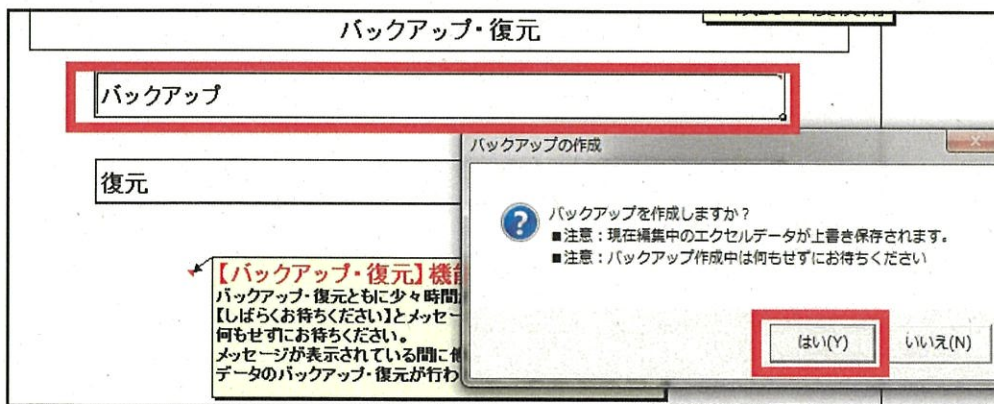 バックアップ・復元
バックアップ
バックアップの作成
復元
バックアップを作成しますか?
■注意:現在編集中のエクセルデータが上書き保存されます。
■注意:バックアップ作成中は何もせずにお待ちください
はい(Y)
いいえ(N)
【バックアップ・復元】機能
バックアップ・復元ともに少々時間
【しばらくお待ちください】とメッセー
何もせずにお待ちください。
メッセージが表示されている間に
データのバックアップ・復元が行わ